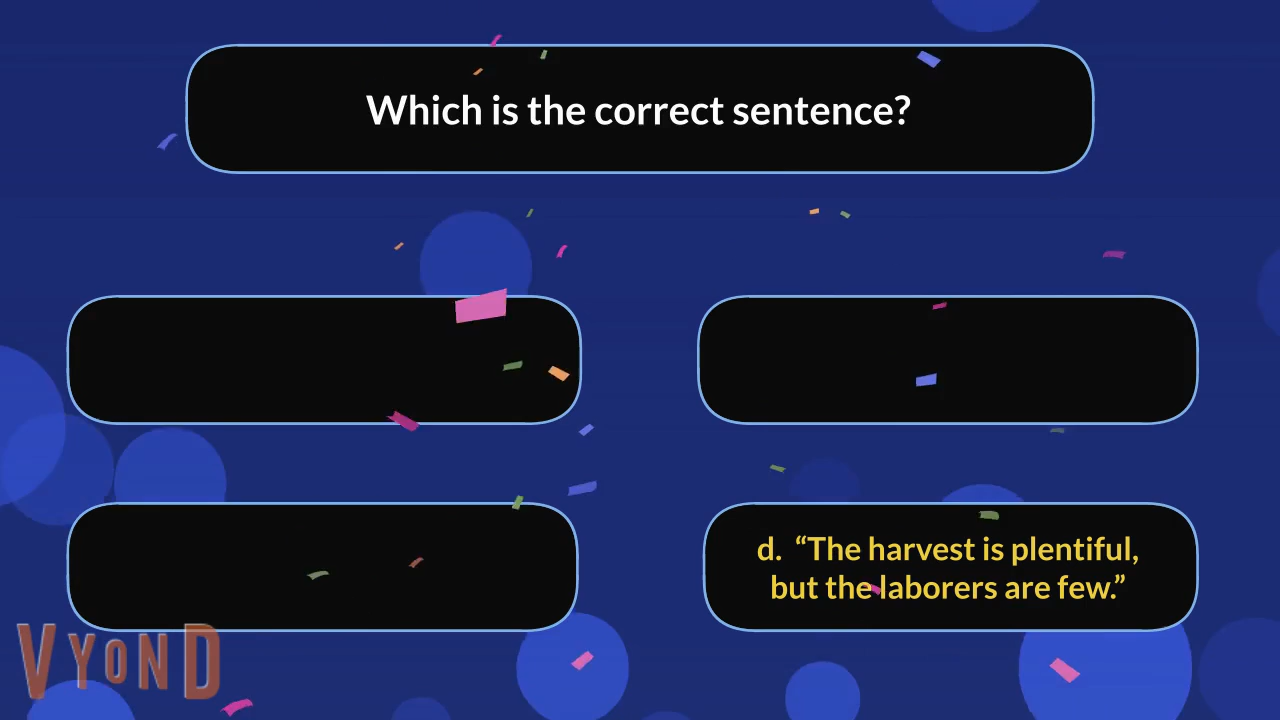 Which is the correct sentence?
d. “The harvest is plentiful,
but the laborers are few.”
VYOND